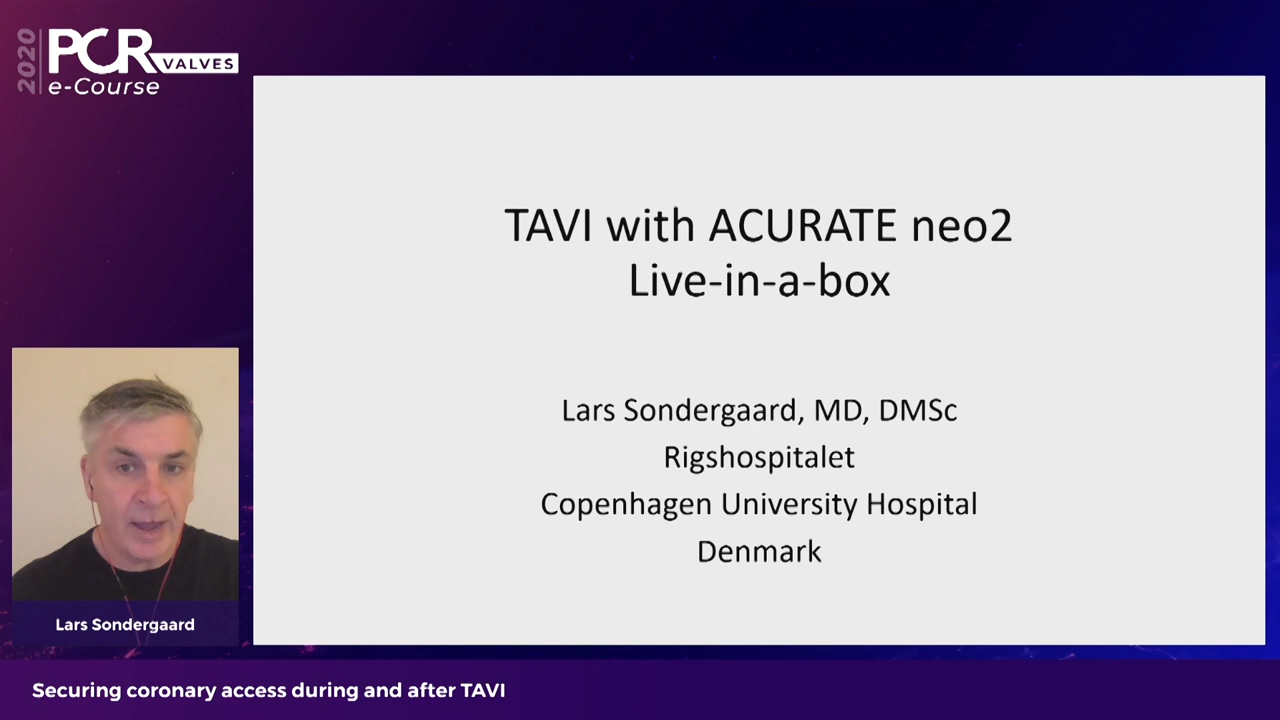 2020
PCR
VALVES
e-Course
TAVI with ACURATE neo2
Live-in-a-box
Lars Sondergaard, MD, DMSc
Rigshospitalet
Copenhagen University Hospital
Denmark
Lars Sondergaard
Securing coronary access during and after TAVI